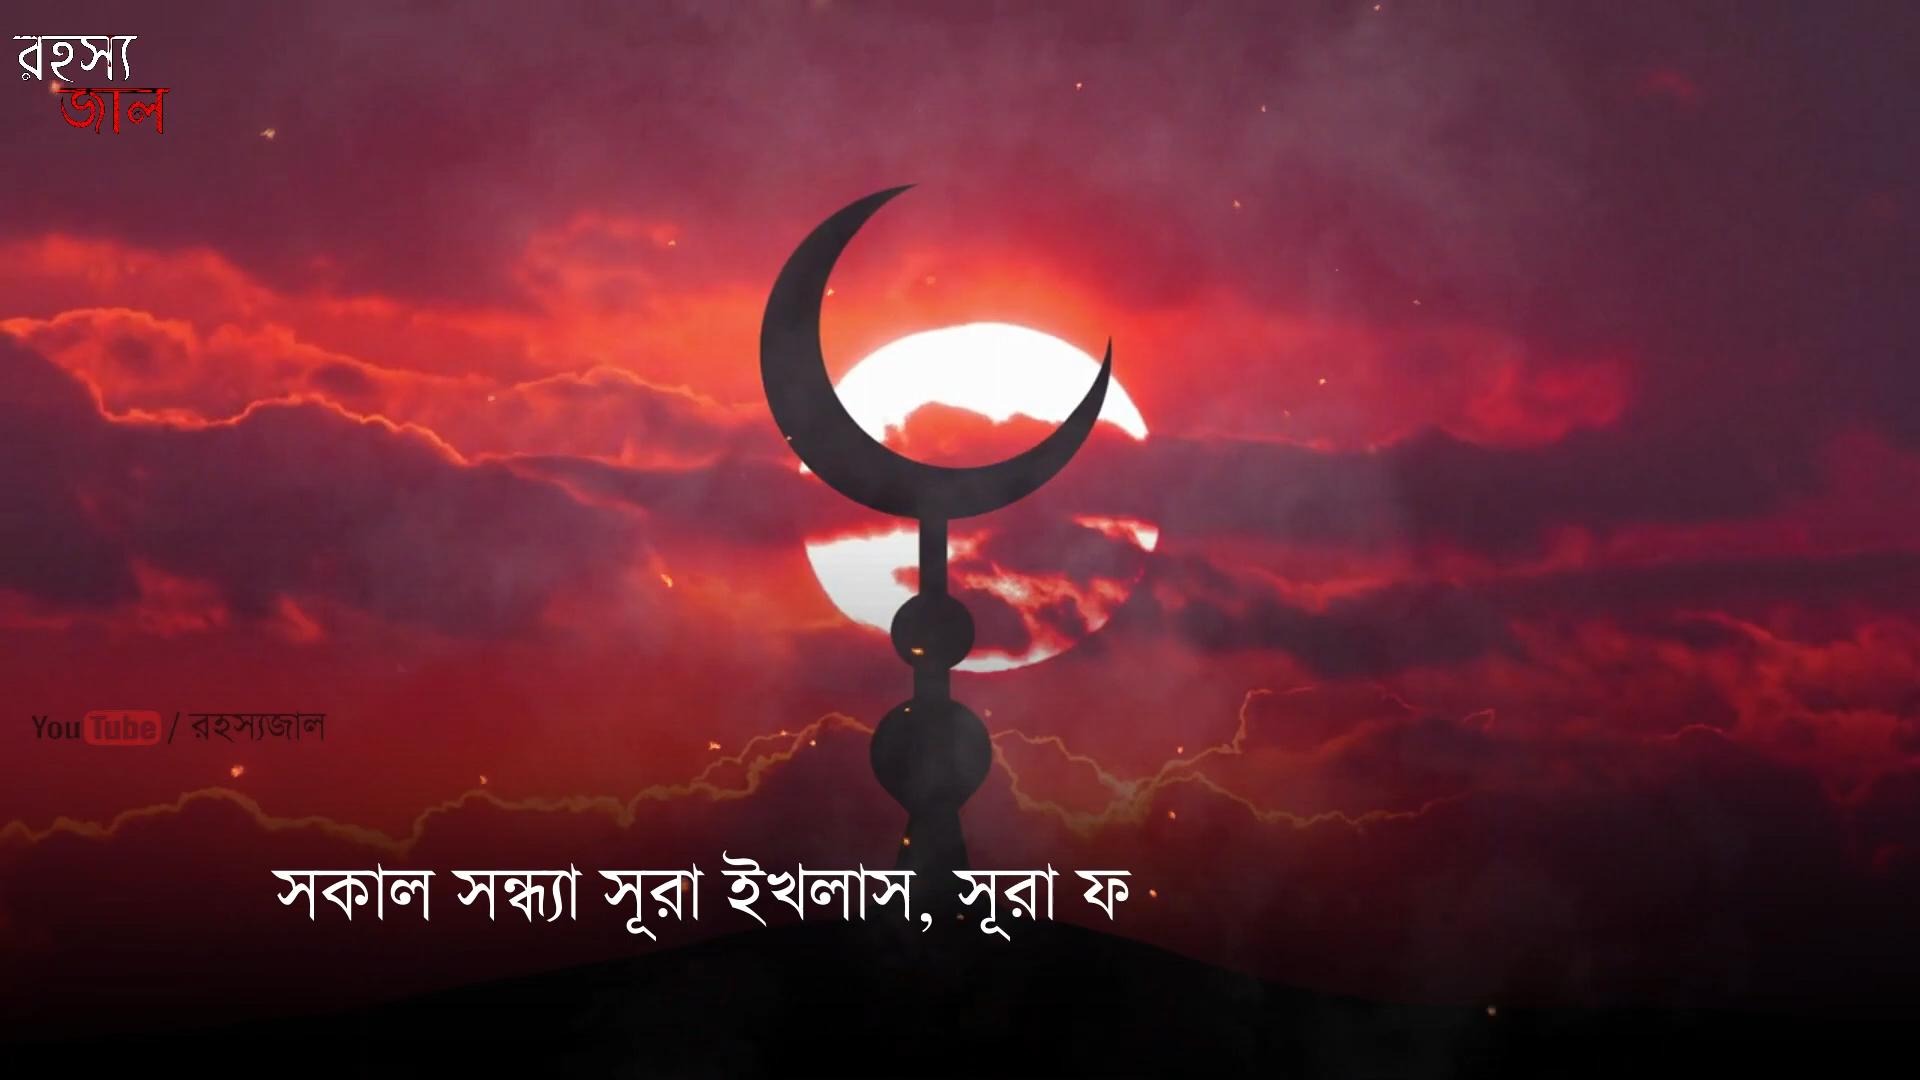 রহস্য
জাল
YouTube / রহস্যজাল
সকাল সন্ধ্যা সূরা ইখলাস, সূরা ফ